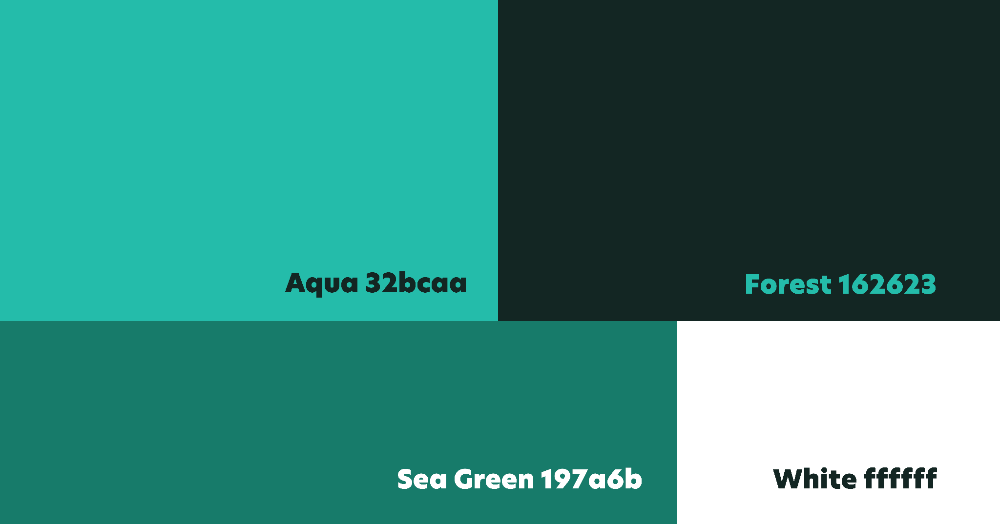 Aqua 32bcaa
Forest 162623
Sea Green 197a6b
White ffffff